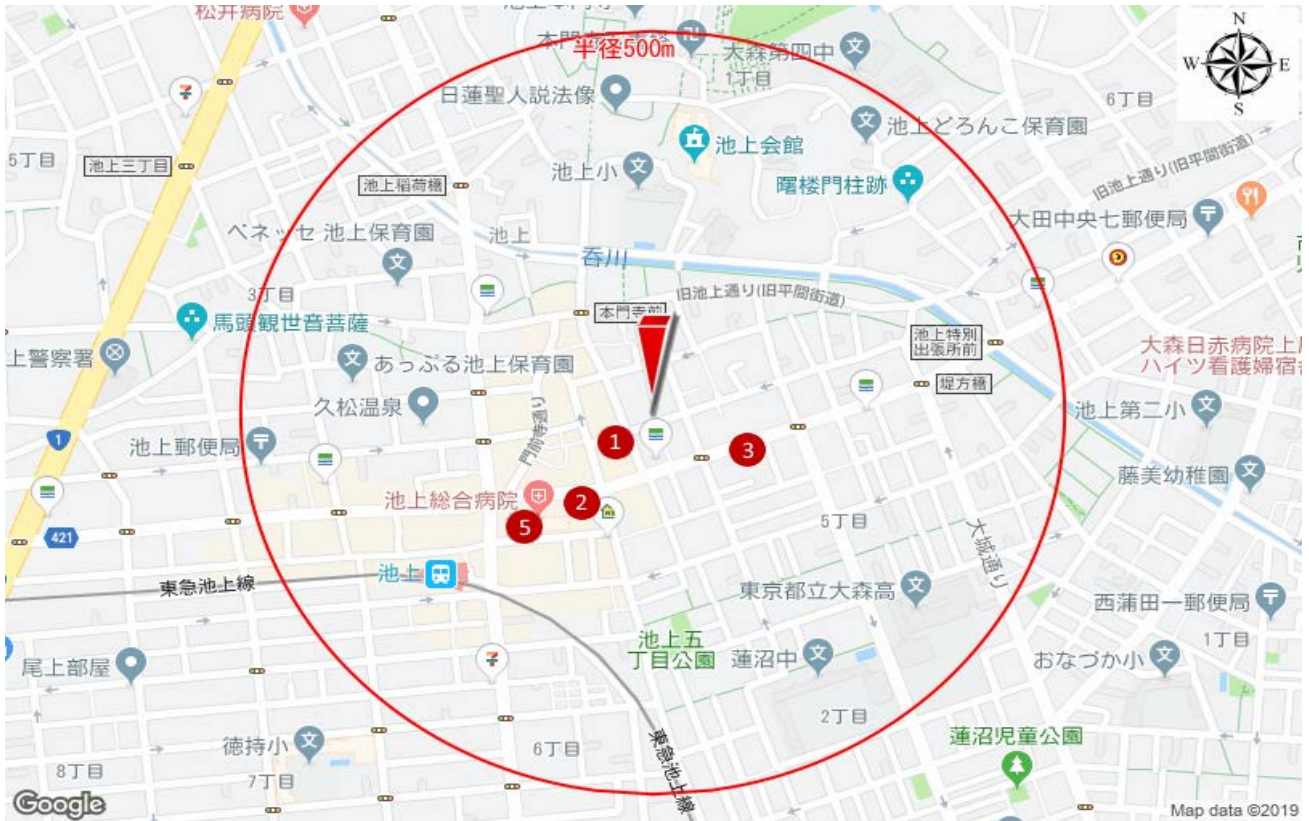 松井病院
半径500m
大森第四中
1丁目
N
W
E
S
日蓮聖人説法像
6丁目
池上どろんこ保育園
5丁目
池上三丁目
池上会館
旧池上通り(旧平間街道)
池上小
池上稲荷橋
曙楼門柱跡
大田中央七郵便局
ベネッセ 池上保育園
池上
呑川
3丁目
旧池上通り(旧平間街道)
馬頭観世音菩薩
本門寺前
池上特別
出張所前
上警察署
あっぷる池上保育園
大森日赤病院上
ハイツ看護婦宿
堤方橋
久松温泉
池上第二小
1
池上郵便局
門前寺通り
1
3
藤美幼稚園
池上総合病院
2
5
5丁目
421
大城通り
池上
東急池上線
東京都立大森高
西蒲田一郵便局
池上五
丁目公園
1丁目
尾上部屋
蓮沼中
おなづか小
2丁目
徳持小
6丁目
東急池上線
蓮沼児童公園
8丁目
7丁目
Google
Map data ©2019